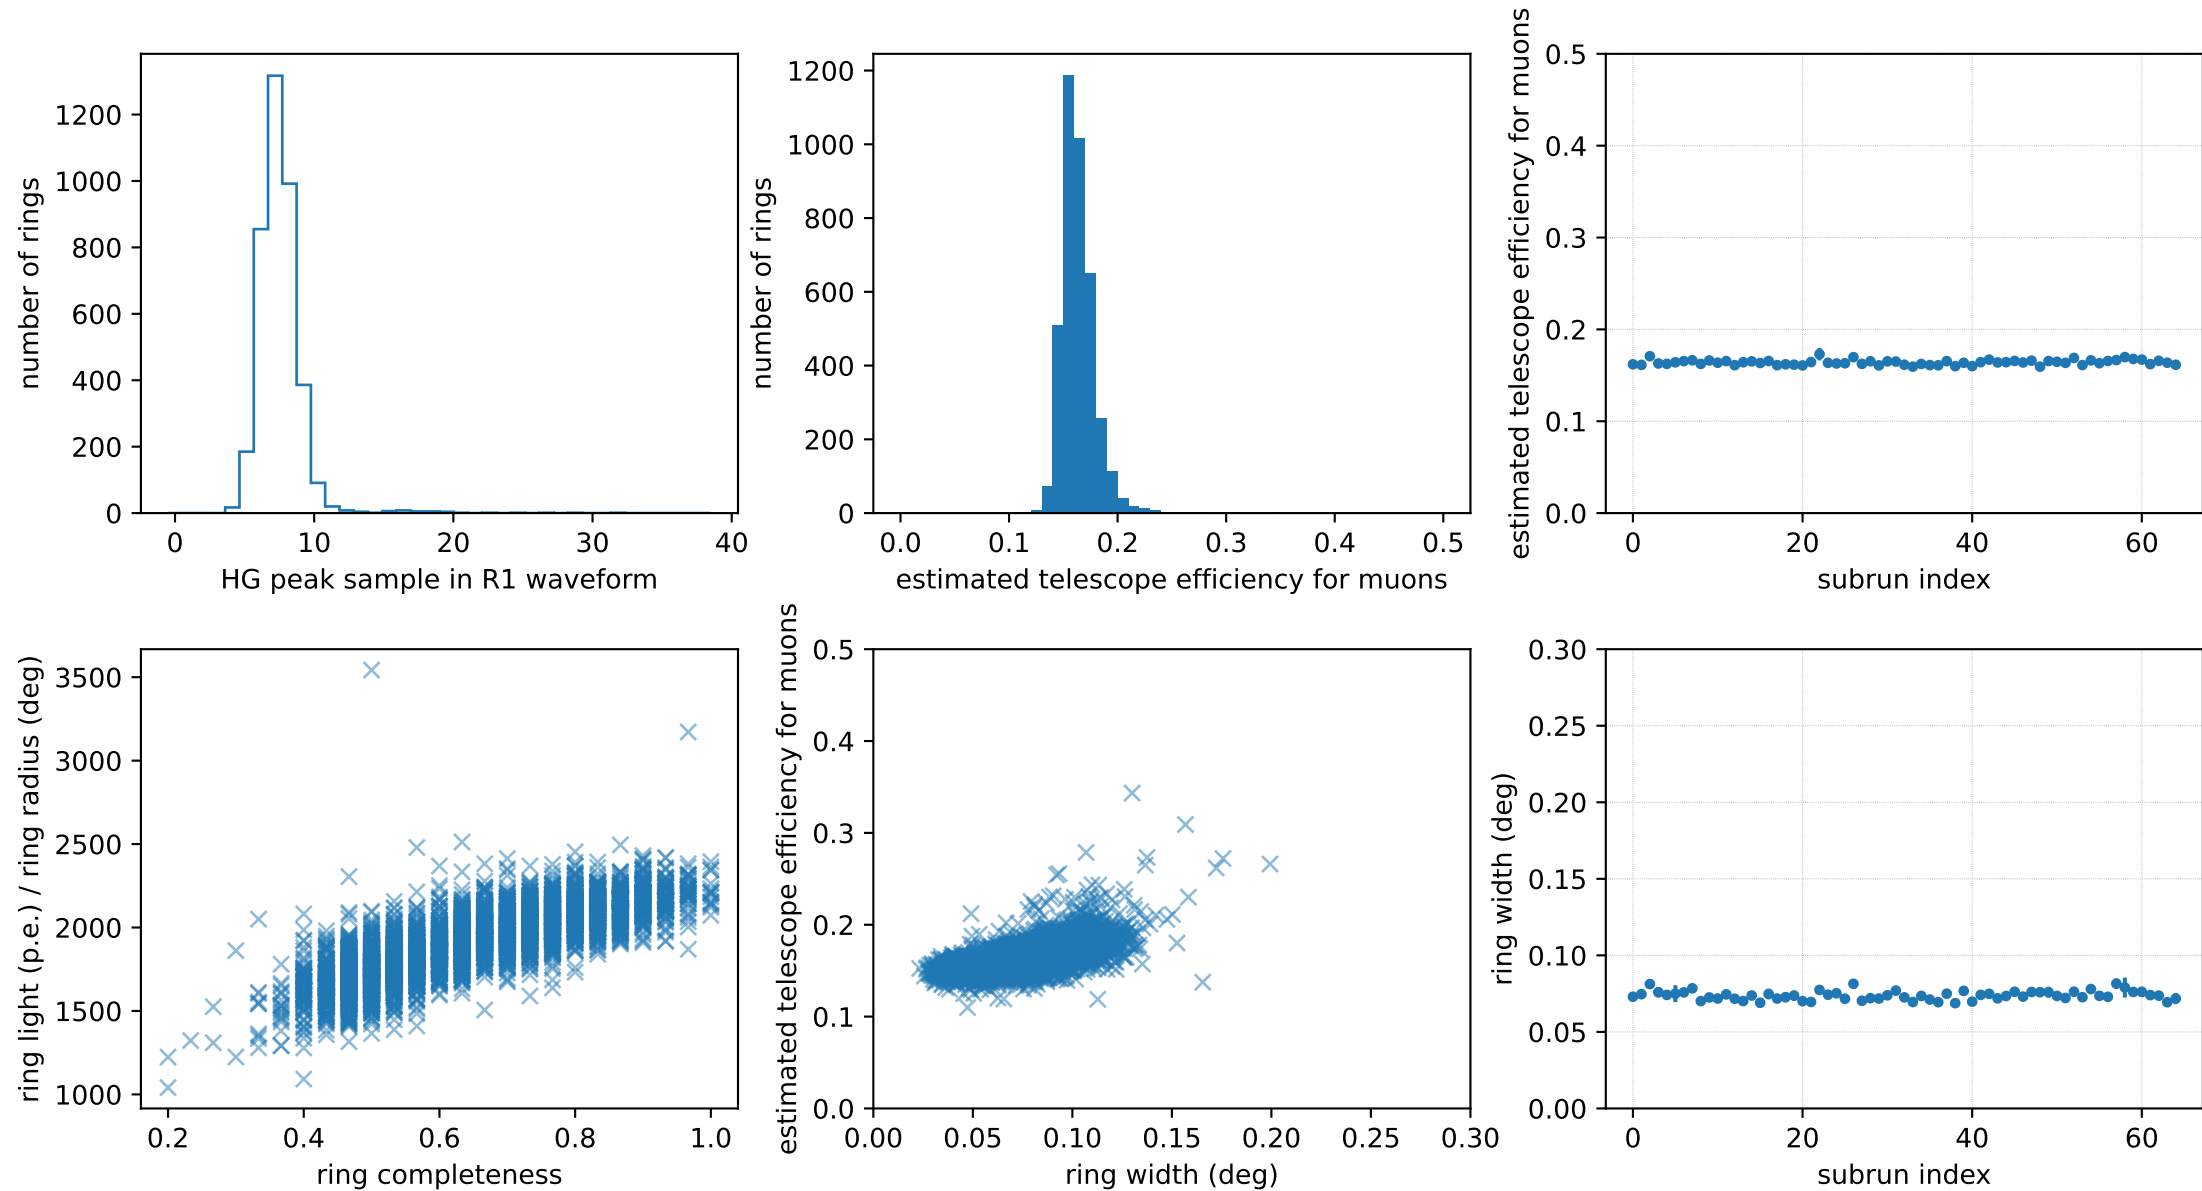 number of rings
1200
1000
800
600
400
200
0
0 10 20 30 40
HG peak sample in R1 waveform
number of rings
1200
1000
800
600
400
200
0
0.0 0.1 0.2 0.3 0.4 0.5
estimated telescope efficiency for muons
estimated telescope efficiency for muons
0.5
0.4
0.3
0.2
0.1
0.0
0 20 40 60
subrun index
ring light (p.e.) / ring radius (deg)
3500
3000
2500
2000
1500
1000
0.2 0.4 0.6 0.8 1.0
ring completeness
estimated telescope efficiency for muons
0.5
0.4
0.3
0.2
0.1
0.0
0.00 0.05 0.10 0.15 0.20 0.25 0.30
ring width (deg)
ring width (deg)
0.30
0.25
0.20
0.15
0.10
0.05
0.00
0 20 40 60
subrun index